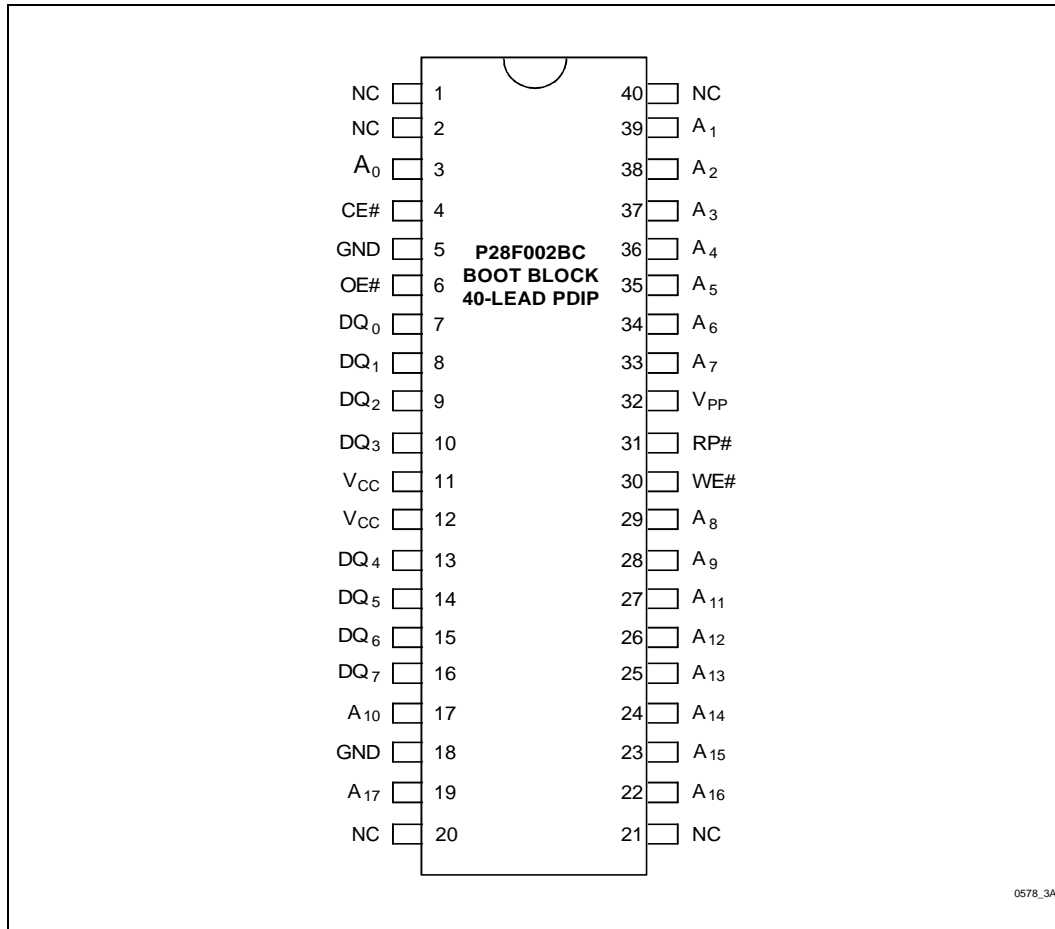 NC 1 40 NC
NC 2 39 A1
A0 3 38 A2
CE# 4 37 A3
GND 5 36 A4
P28F002BC
BOOT BLOCK
40-LEAD PDIP
OE# 6 35 A5
DQ0 7 34 A6
DQ1 8 33 A7
DQ2 9 32 VPP
DQ3 10 31 RP#
VCC 11 30 WE#
VCC 12 29 A8
DQ4 13 28 A9
DQ5 14 27 A11
DQ6 15 26 A12
DQ7 16 25 A13
A10 17 24 A14
GND 18 23 A15
A17 19 22 A16
NC 20 21 NC
0578_3A